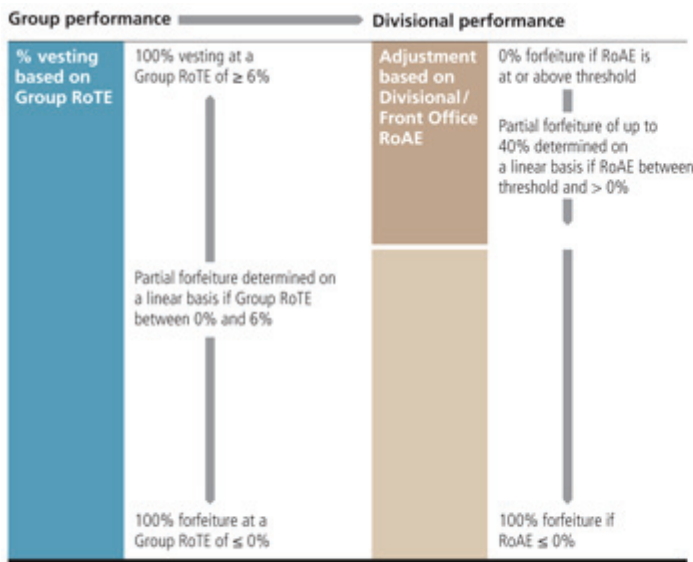 Group performance
Divisional performance
% vesting
based on
Group RoTE
100% vesting at a
Group RoTE of ≥ 6%
Partial forfeiture determined on
a linear basis if Group RoTE
between 0% and 6%
100% forfeiture at a
Group RoTE of ≤ 0%
Adjustment
based on
Divisional/
Front Office
RoAE
0% forfeiture if RoAE is
at or above threshold
Partial forfeiture of up to
40% determined on
a linear basis if RoAE between
threshold and > 0%
100% forfeiture if
RoAE ≤ 0%